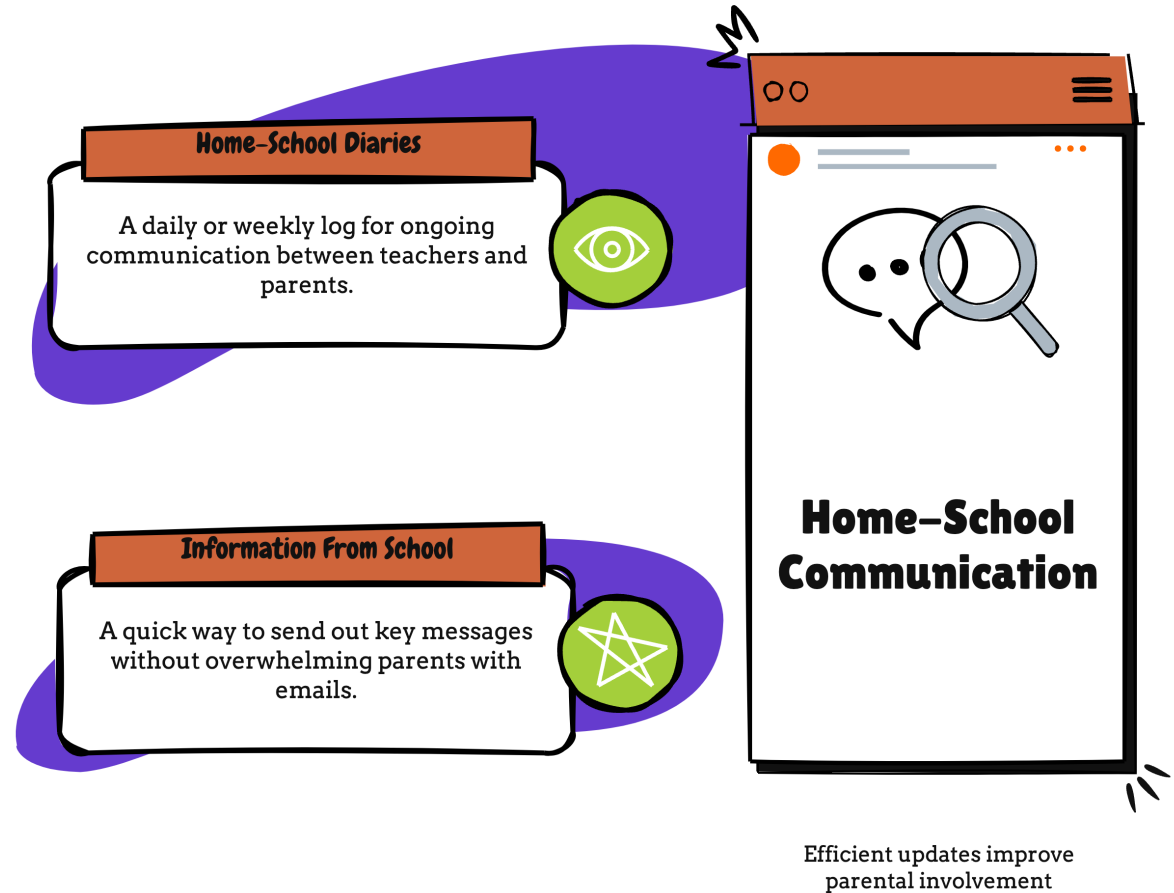 Home-School Diaries
A daily or weekly log for ongoing
communication between teachers and
parents.
Information From School
A quick way to send out key messages
without overwhelming parents with
emails.
Home-School
Communication
Efficient updates improve
parental involvement